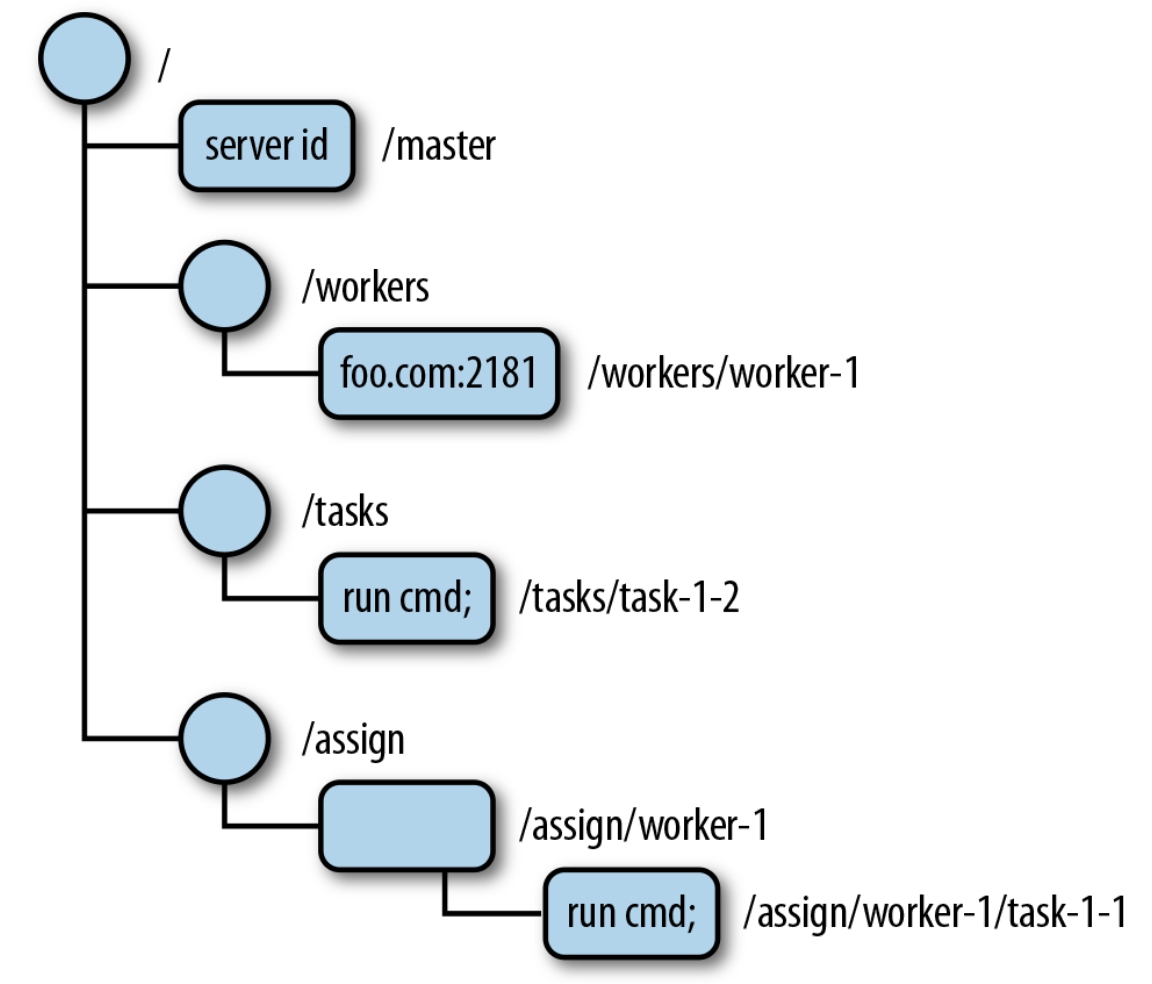 /
server id /master
/workers
foo.com:2181 /workers/worker-1
/tasks
run cmd; /tasks/task-1-2
/assign
/assign/worker-1
run cmd; /assign/worker-1/task-1-1